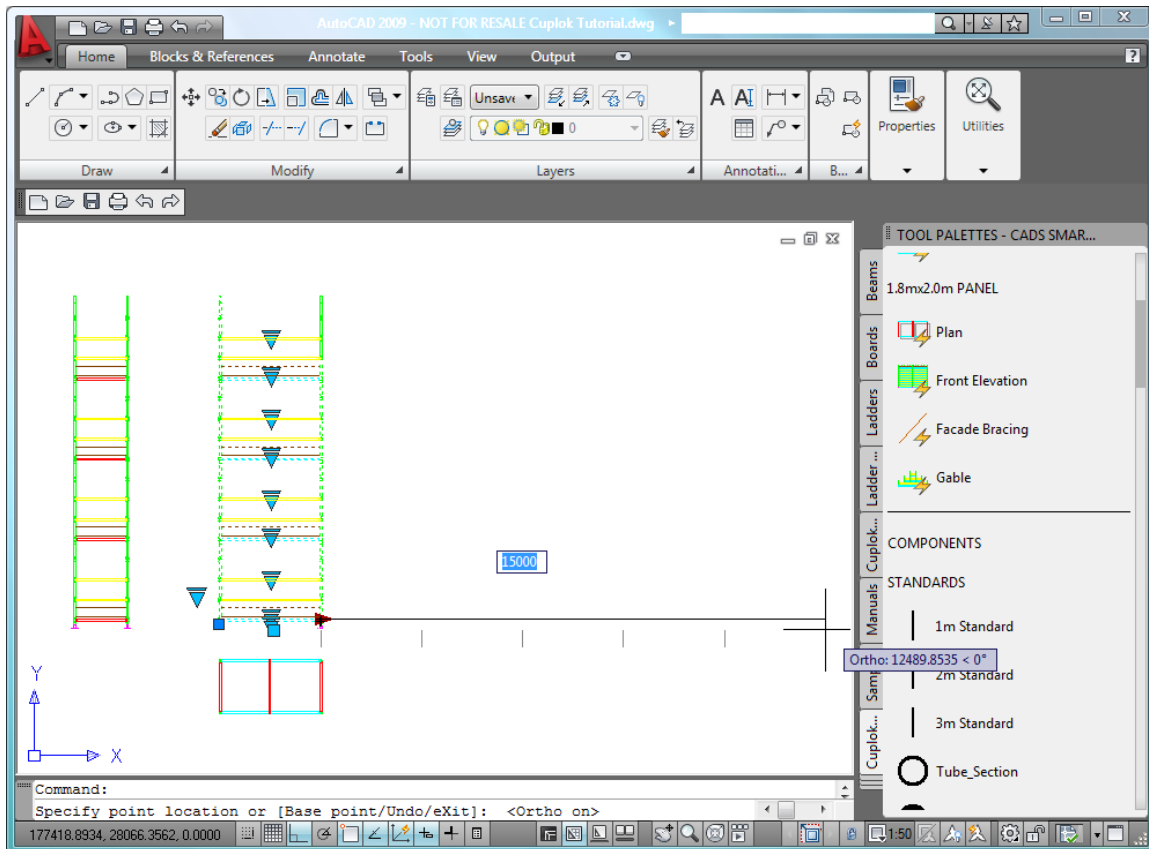 AutoCAD 2009 - NOT FOR RESALE Cuplok Tutorial.dwg
Home Blocks & References Annotate Tools View Output
Unsave
0
A AI
Properties Utilities
Draw Modify Layers Annotati... B...
TOOL PALETTES - CADS SMAR...
Beams
Boards
Ladders
Ladder ...
Cuplok...
Manuals
Samp
Cuplok...
1.8mx2.0m PANEL
Plan
Front Elevation
Facade Bracing
Gable
COMPONENTS
STANDARDS
1m Standard
2m Standard
3m Standard
Tube_Section
15000
Ortho: 12489.8535 < 0°
Y
X
Command:
Specify point location or [Base point/Undo/eXit]: <Ortho on>
177418.8934, 28066.3562, 0.0000
1:50